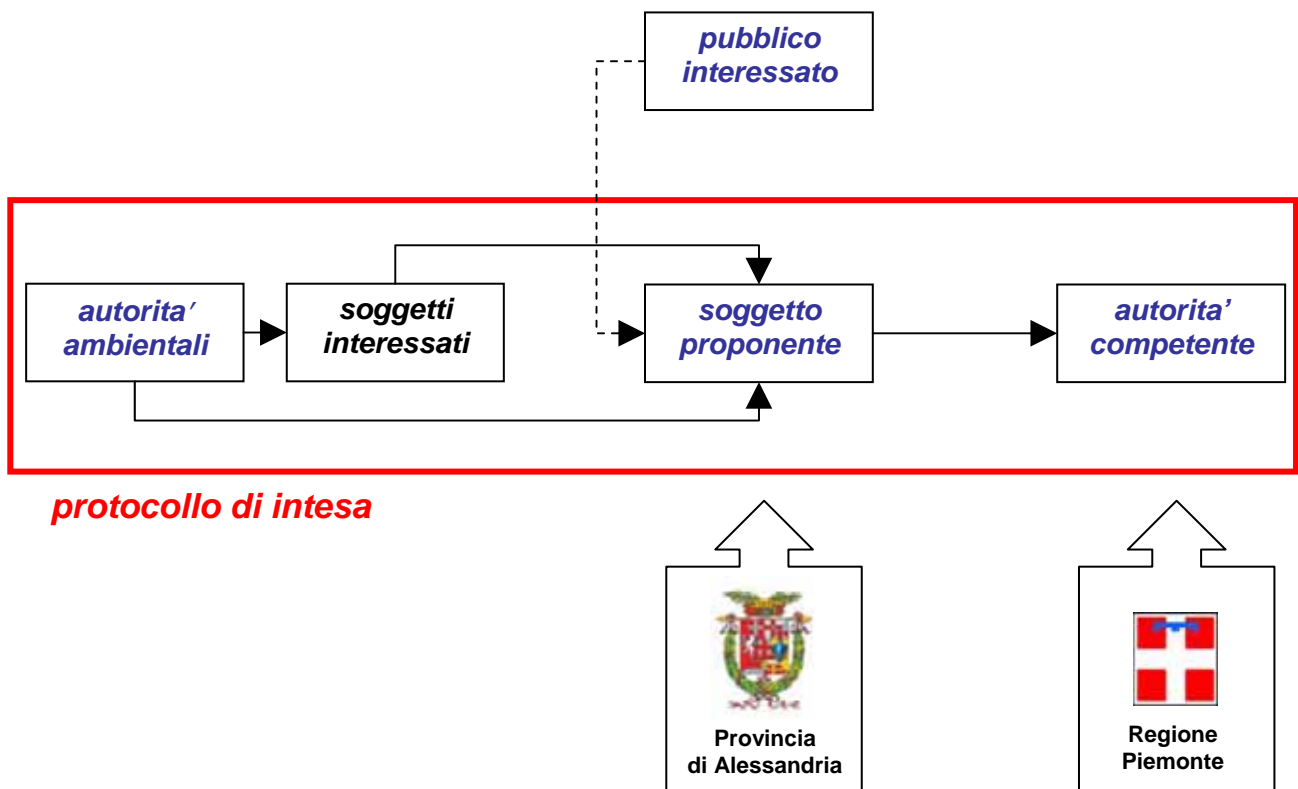 pubblico
interessato
autorita′
ambientali
soggetti
interessati
soggetto
proponente
autorita’
competente
protocollo di intesa
Provincia
di Alessandria
Regione
Piemonte